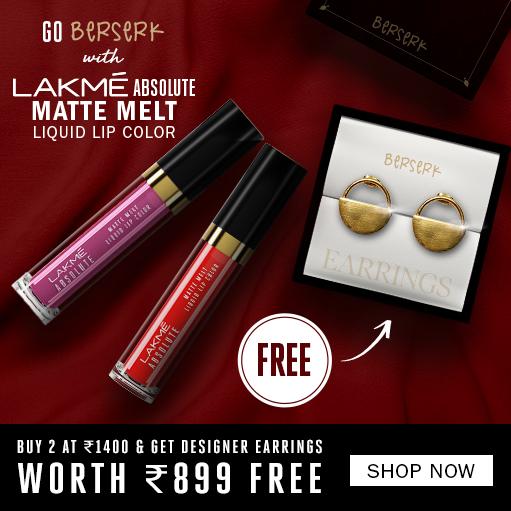 GO BERSERK
with
LAKMÉ ABSOLUTE
MATTE MELT
LIQUID LIP COLOR
BERSERK
BERSERK
EARRINGS
MATTE MELT
LIQUID LIP COLOR
LAKMÉ
ABSOLUTE
MATTE MELT
LIQUID LIP COLOR
LAKMÉ
ABSOLUTE
FREE
BUY 2 AT ₹1400 & GET DESIGNER EARRINGS
WORTH ₹899 FREE
SHOP NOW